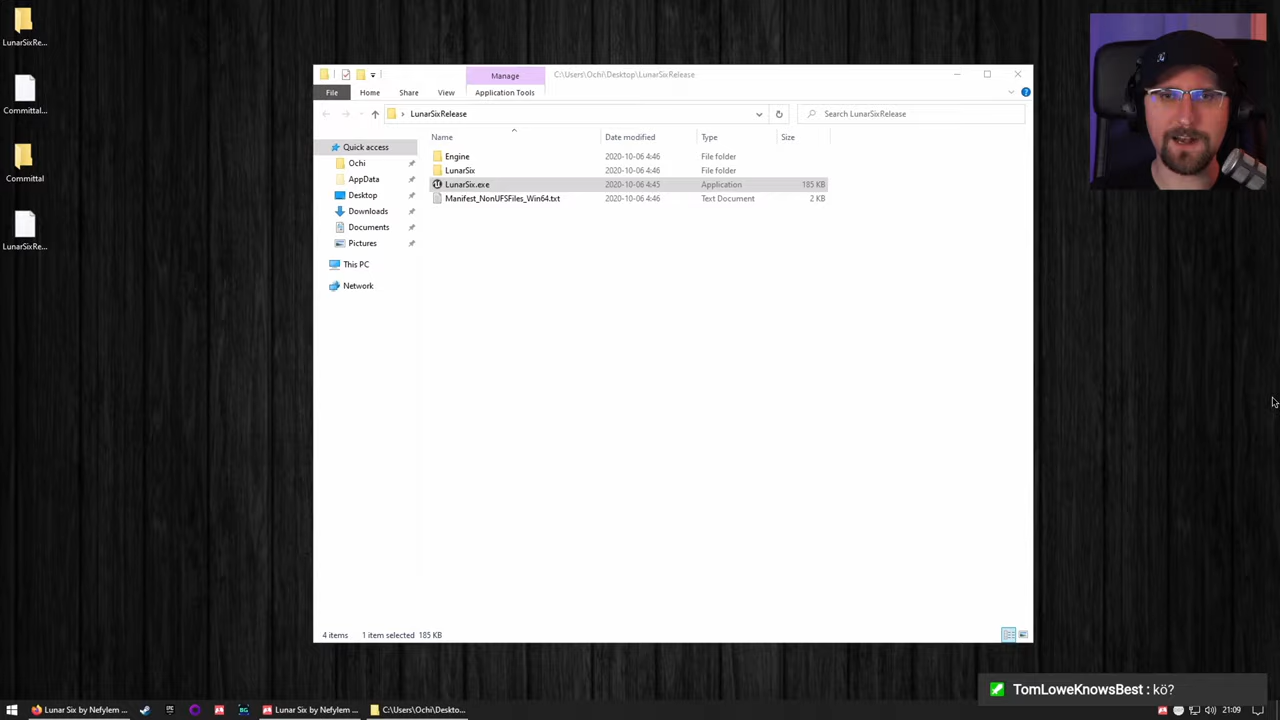 LunarSixRe...
Committal...
Committal
LunarSixRe...
Manage
C:\Users\Ochi\Desktop\LunarSixRelease
File
Home
Share
View
Application Tools
LunarSixRelease
Search LunarSixRelease
Name
Date modified
Type
Size
Quick access
Ochi
AppData
Desktop
Downloads
Documents
Pictures
This PC
Network
Engine
2020-10-06 4:46
File folder
LunarSix
2020-10-06 4:46
File folder
LunarSix.exe
2020-10-06 4:45
Application
185 KB
Manifest_NonUFSFiles_Win64.txt
2020-10-06 4:46
Text Document
2 KB
4 items
1 item selected 185 KB
TomLoweKnowsBest : kö?
Lunar Six by Nefylem ...
BG
Lunar Six by Nefylem ...
C:\Users\Ochi\Deskto...
21:09